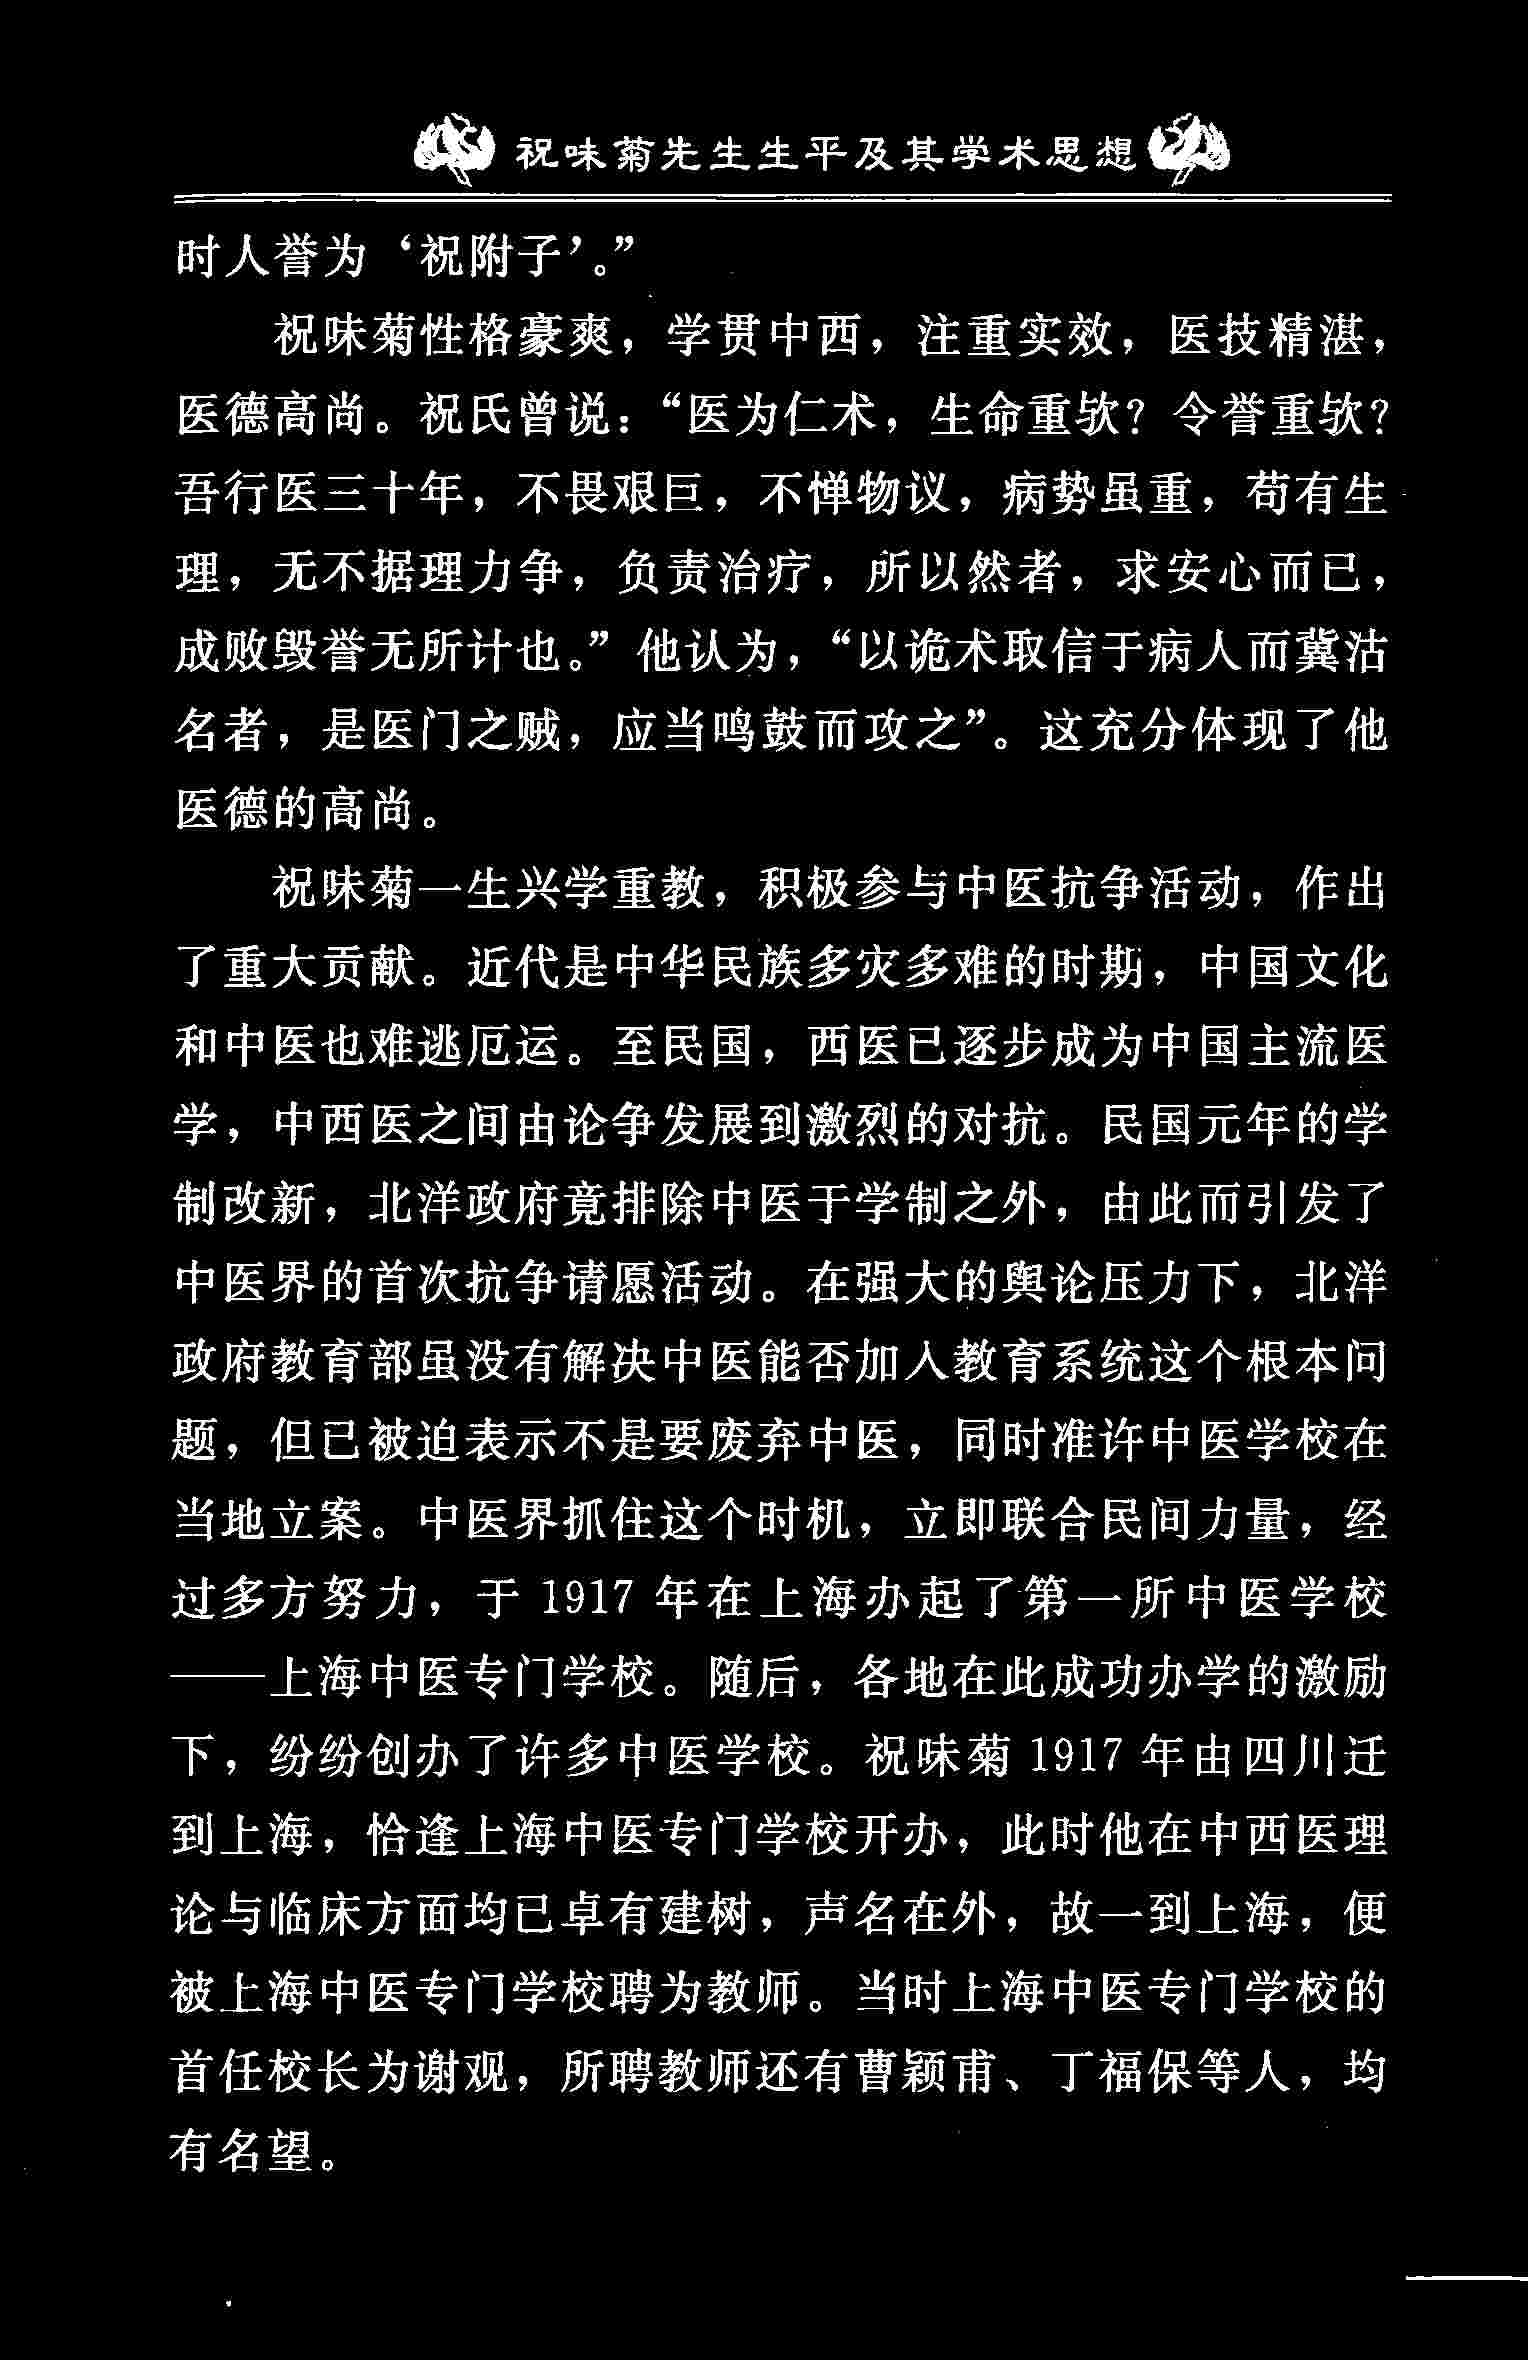 祝味菊先生生平及其学术思想
时人誉为‘祝附子’。”
祝味菊性格豪爽，学贯中西，注重实效，医技精湛，
医德高尚。祝氏曾说：“医为仁术，生命重欤？令誉重欤？
吾行医三十年，不畏艰巨，不惮物议，病势虽重，苟有生
理，无不据理力争，负责治疗，所以然者，求安心而已，
成败毁誉无所计也。”他认为，“以诡术取信于病人而冀沽
名者，是医门之贼，应当鸣鼓而攻之”。这充分体现了他
医德的高尚。
祝味菊一生兴学重教，积极参与中医抗争活动，作出
了重大贡献。近代是中华民族多灾多难的时期，中国文化
和中医也难逃厄运。至民国，西医已逐步成为中国主流医
学，中西医之间由论争发展到激烈的对抗。民国元年的学
制改新，北洋政府竟排除中医于学制之外，由此而引发了
中医界的首次抗争请愿活动。在强大的舆论压力下，北洋
政府教育部虽没有解决中医能否加入教育系统这个根本问
题，但已被迫表示不是要废弃中医，同时准许中医学校在
当地立案。中医界抓住这个时机，立即联合民间力量，经
过多方努力，于 1917 年在上海办起了第一所中医学校
——上海中医专门学校。随后，各地在此成功办学的激励
下，纷纷创办了许多中医学校。祝味菊 1917 年由四川迁
到上海，恰逢上海中医专门学校开办，此时他在中西医理
论与临床方面均已卓有建树，声名在外，故一到上海，便
被上海中医专门学校聘为教师。当时上海中医专门学校的
首任校长为谢观，所聘教师还有曹颖甫、丁福保等人，均
有名望。